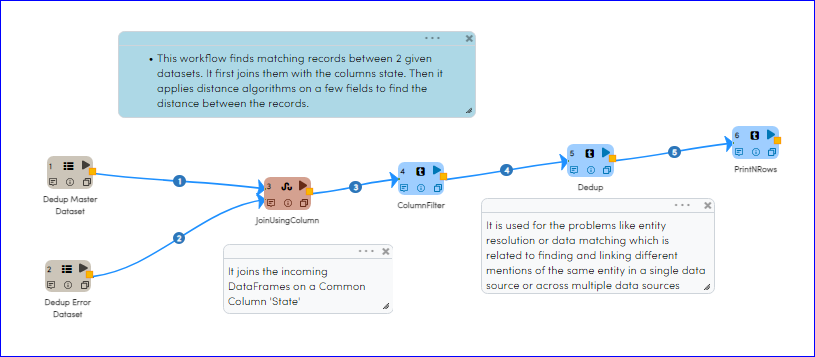 • This workflow finds matching records between 2 given
datasets. It first joins them with the columns state. Then it
applies distance algorithms on a few fields to find the
distance between the records.
1
Dedup Master
Dataset
1
2
Dedup Error
Dataset
2
3
JoinUsingColumn
3
It joins the incoming
DataFrames on a Common
Column 'State'
4
ColumnFilter
4
5
Dedup
5
It is used for the problems like entity
resolution or data matching which is
related to finding and linking different
mentions of the same entity in a single data
source or across multiple data sources
6
PrintNRows